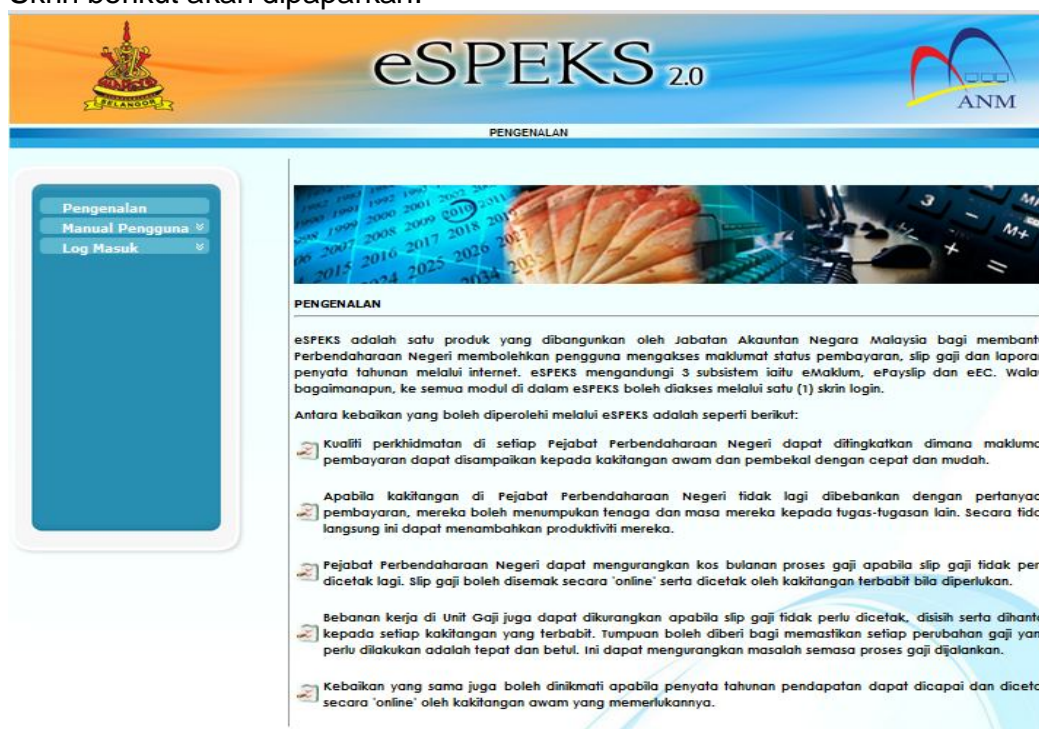 Skrin berikut akan dipaparkan.
SELANGOR
eSPEKS 2.0
ANM
PENGENALAN
Pengenalan
Manual Pengguna
Log Masuk
PENGENALAN
eSPEKS adalah satu produk yang dibangunkan oleh Jabatan Akauntan Negara Malaysia bagi membantu
Perbendaharaan Negeri membolehkan pengguna mengakses maklumat status pembayaran, slip gaji dan laporan
penyata tahunan melalui internet. eSPEKS mengandungi 3 subsistem iaitu eMaklum, ePayslip dan eEC. Walau
bagaimanapun, ke semua modul di dalam eSPEKS boleh diakses melalui satu (1) skrin login.
Antara kebaikan yang boleh diperolehi melalui eSPEKS adalah seperti berikut:
Kualiti perkhidmatan di setiap Pejabat Perbendaharaan Negeri dapat ditingkatkan dimana makluma
pembayaran dapat disampaikan kepada kakitangan awam dan pembekal dengan cepat dan mudah.
Apabila kakitangan di Pejabat Perbendaharaan Negeri tidak lagi dibebankan dengan pertanyaa
pembayaran, mereka boleh menumpukan tenaga dan masa mereka kepada tugas-tugasan lain. Secara tida
langsung ini dapat menambahkan produktiviti mereka.
Pejabat Perbendaharaan Negeri dapat mengurangkan kos bulanan proses gaji apabila slip gaji tidak per
dicetak lagi. Slip gaji boleh disemak secara 'online' serta dicetak oleh kakitangan terbabit bila diperlukan.
Bebanan kerja di Unit Gaji juga dapat dikurangkan apabila slip gaji tidak perlu dicetak, disisih serta dihanta
kepada setiap kakitangan yang terbabit. Tumpuan boleh diberi bagi memastikan setiap perubahan gaji yan
perlu dilakukan adalah tepat dan betul. Ini dapat mengurangkan masalah semasa proses gaji dijalankan.
Kebaikan yang sama juga boleh dinikmati apabila penyata tahunan pendapatan dapat dicapai dan diceta
secara 'online' oleh kakitangan awam yang memerlukannya.